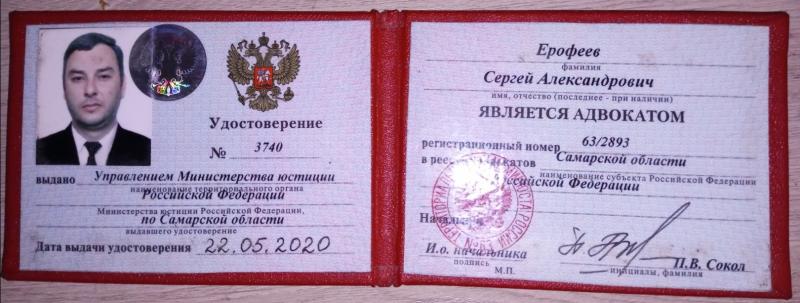 Удостоверение
№ 3740
выдано Управлением Министерства юстиции
наименование территориального органа
Российской Федерации
Министерства юстиции Российской Федерации,
по Самарской области
выдавшего удостоверение
Дата выдачи удостоверения 22.05.2020
Ерофеев
фамилия
Сергей Александрович
имя, отчество (последнее - при наличии)
ЯВЛЯЕТСЯ АДВОКАТОМ
регистрационный номер 63/2893
в Самарской области
наименование субъекта Российской Федерации
Российской Федерации
Начальник
И.о. начальника П.В. Сокол
подпись инициалы, фамилия
М.П.